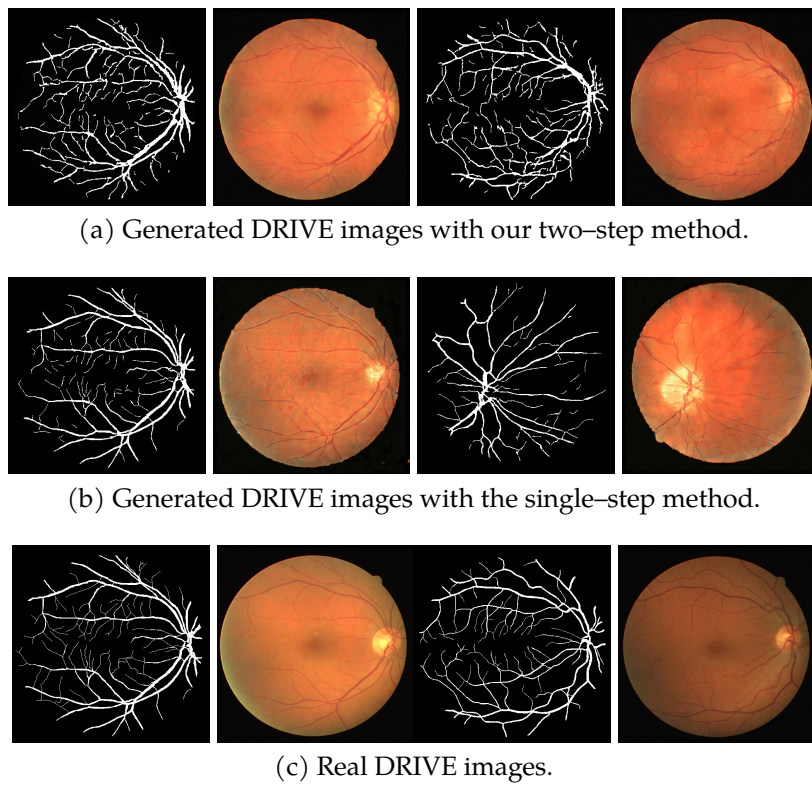 (a) Generated DRIVE images with our two–step method.
(b) Generated DRIVE images with the single–step method.
(c) Real DRIVE images.